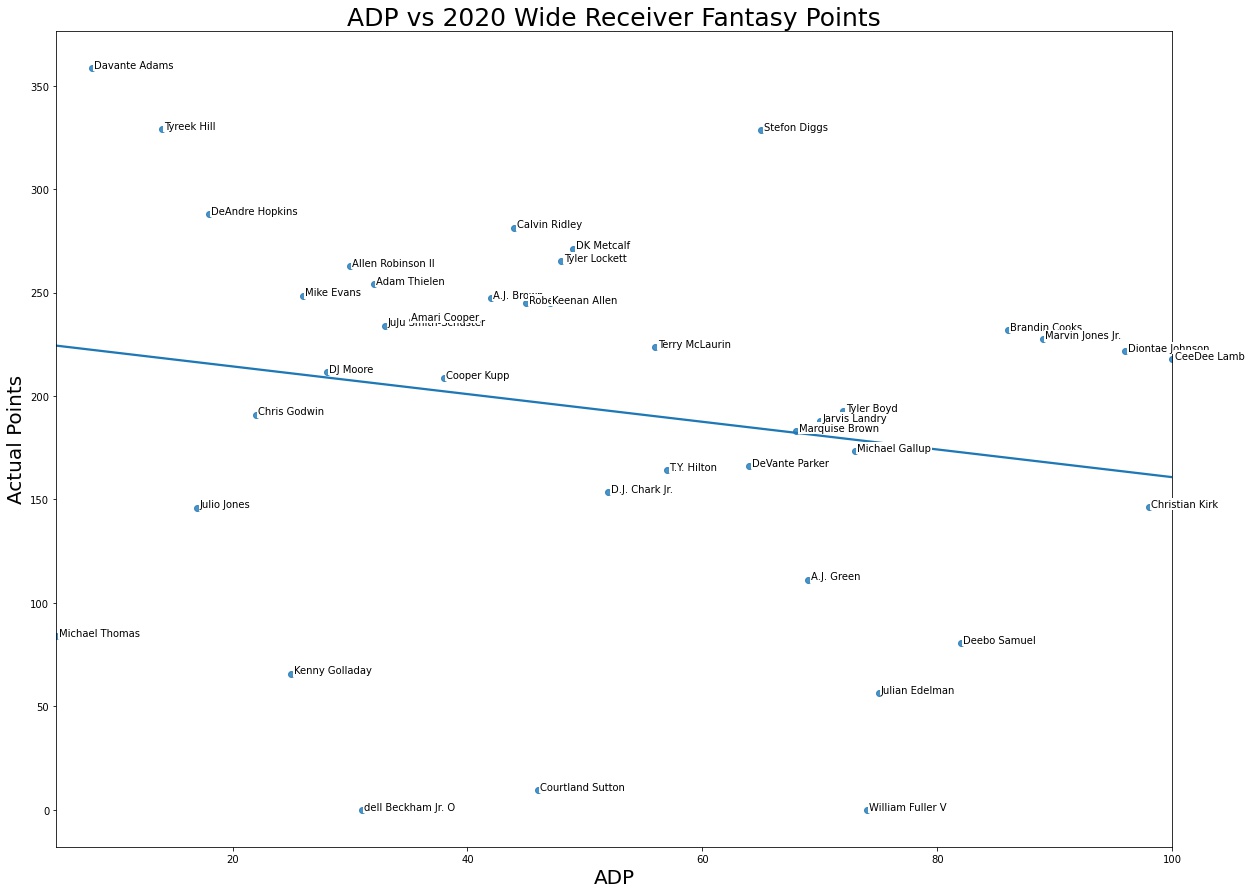 ADP vs 2020 Wide Receiver Fantasy Points
Actual Points
350
300
250
200
150
100
50
0
Davante Adams
Tyreek Hill
Stefon Diggs
DeAndre Hopkins
Calvin Ridley
DK Metcalf
Tyler Lockett
Allen Robinson II
Adam Thielen
Mike Evans
A.J. Brown
Robe
Keenan Allen
Amari Cooper
JuJu Smith-Schuster
Brandin Cooks
Marvin Jones Jr.
Terry McLaurin
Diontae Johnson
CeeDee Lamb
DJ Moore
Cooper Kupp
Chris Godwin
Tyler Boyd
Jarvis Landry
Marquise Brown
Michael Gallup
T.Y. Hilton
DeVante Parker
D.J. Chark Jr.
Julio Jones
Christian Kirk
A.J. Green
Michael Thomas
Deebo Samuel
Kenny Golladay
Julian Edelman
Courtland Sutton
dell Beckham Jr. O
William Fuller V
20
40
60
80
100
ADP